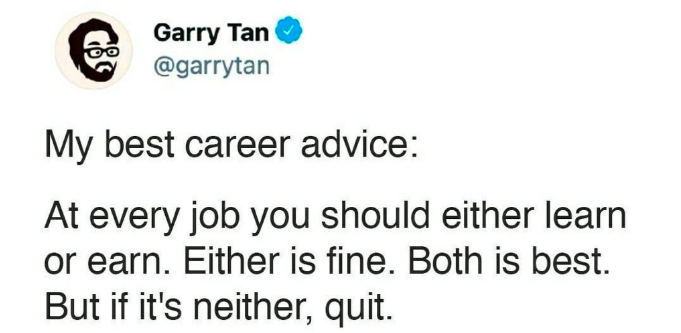 Garry Tan
@garrytan
My best career advice:
At every job you should either learn
or earn. Either is fine. Both is best.
But if it's neither, quit.